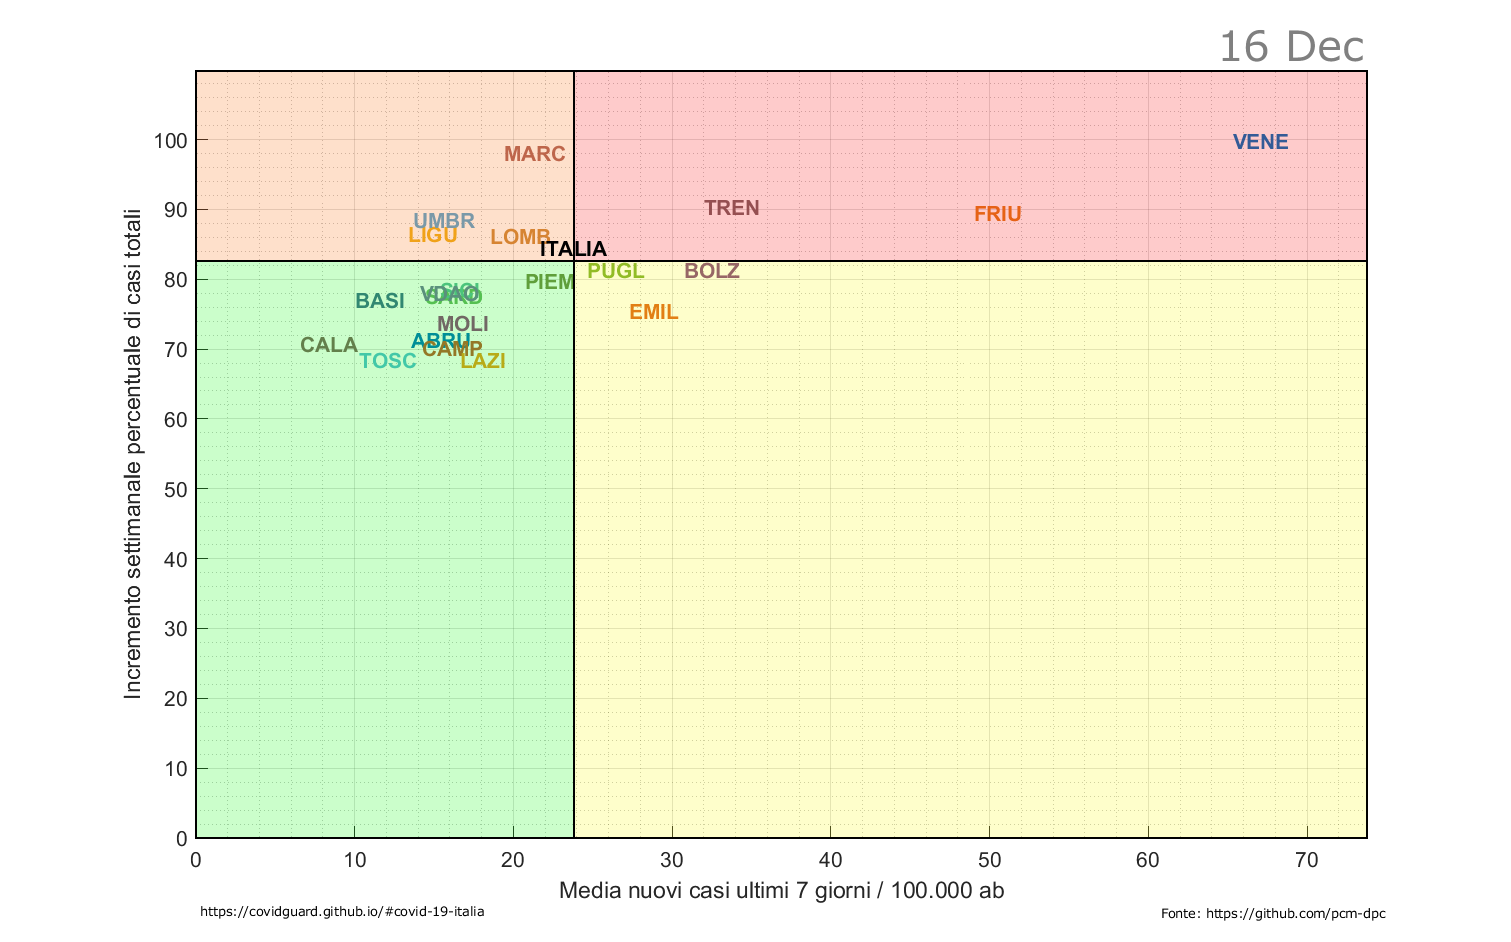 16 Dec
100
90
80
70
60
50
40
30
20
10
0
Incremento settimanale percentuale di casi totali
VENE
MARC
TREN
FRIU
UMBR
LIGU
LOMB
ITALIA
PUGL
BOLZ
PIEM
SICI
VDAO
SARD
BASI
EMIL
MOLI
ABRU
CALA
CAMP
TOSC
LAZI
0 10 20 30 40 50 60 70
Media nuovi casi ultimi 7 giorni / 100.000 ab
https://covidguard.github.io/#covid-19-italia
Fonte: https://github.com/pcm-dpc